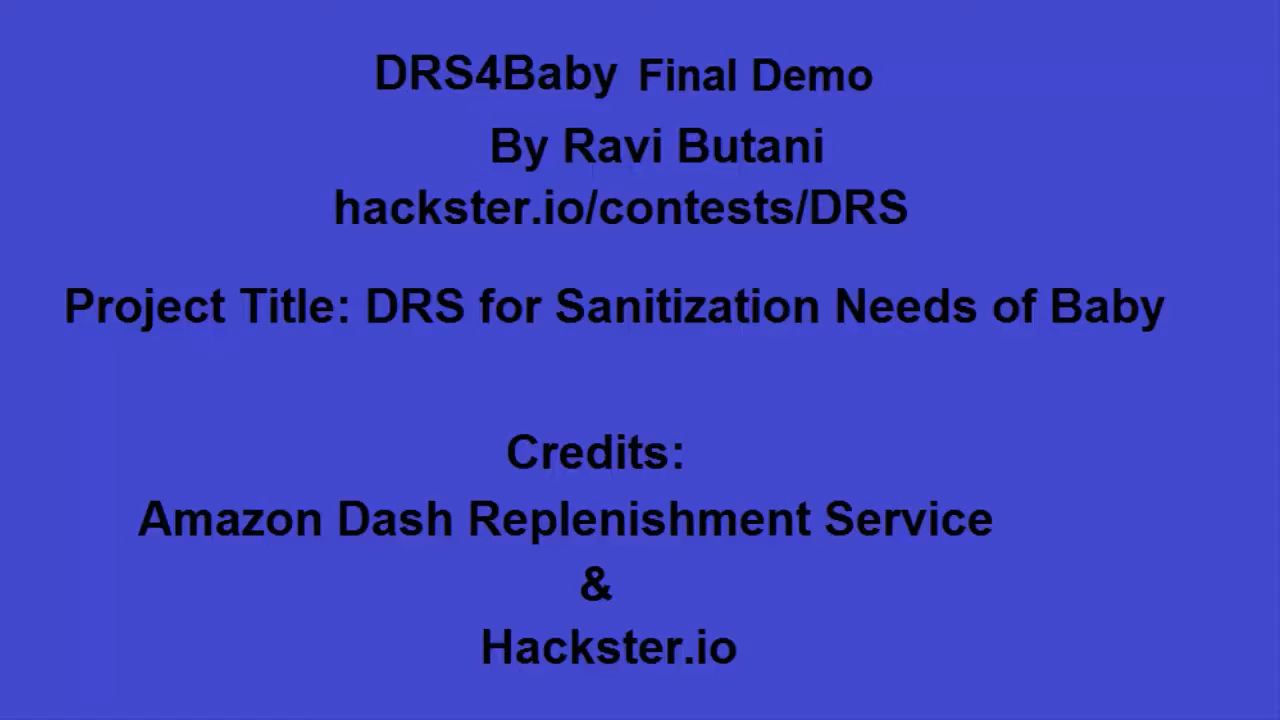 DRS4Baby Final Demo
By Ravi Butani
hackster.io/contests/DRS
Project Title: DRS for Sanitization Needs of Baby
Credits:
Amazon Dash Replenishment Service
&
Hackster.io